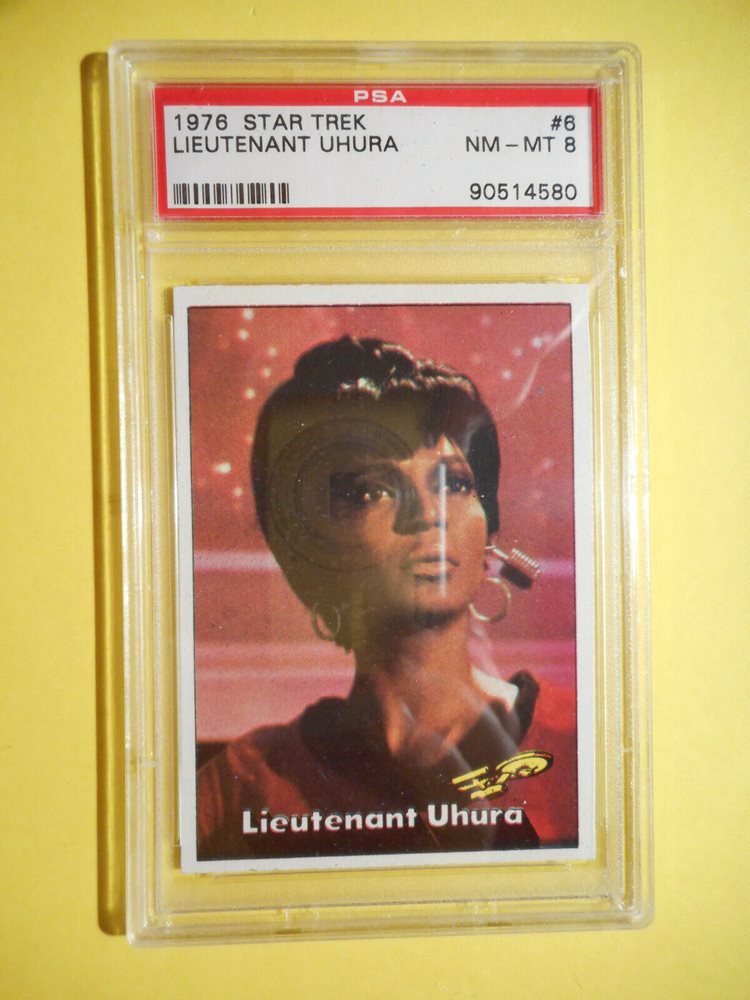 PSA
1976 STAR TREK #6
LIEUTENANT UHURA NM-MT 8
90514580
Lieutenant Uhura